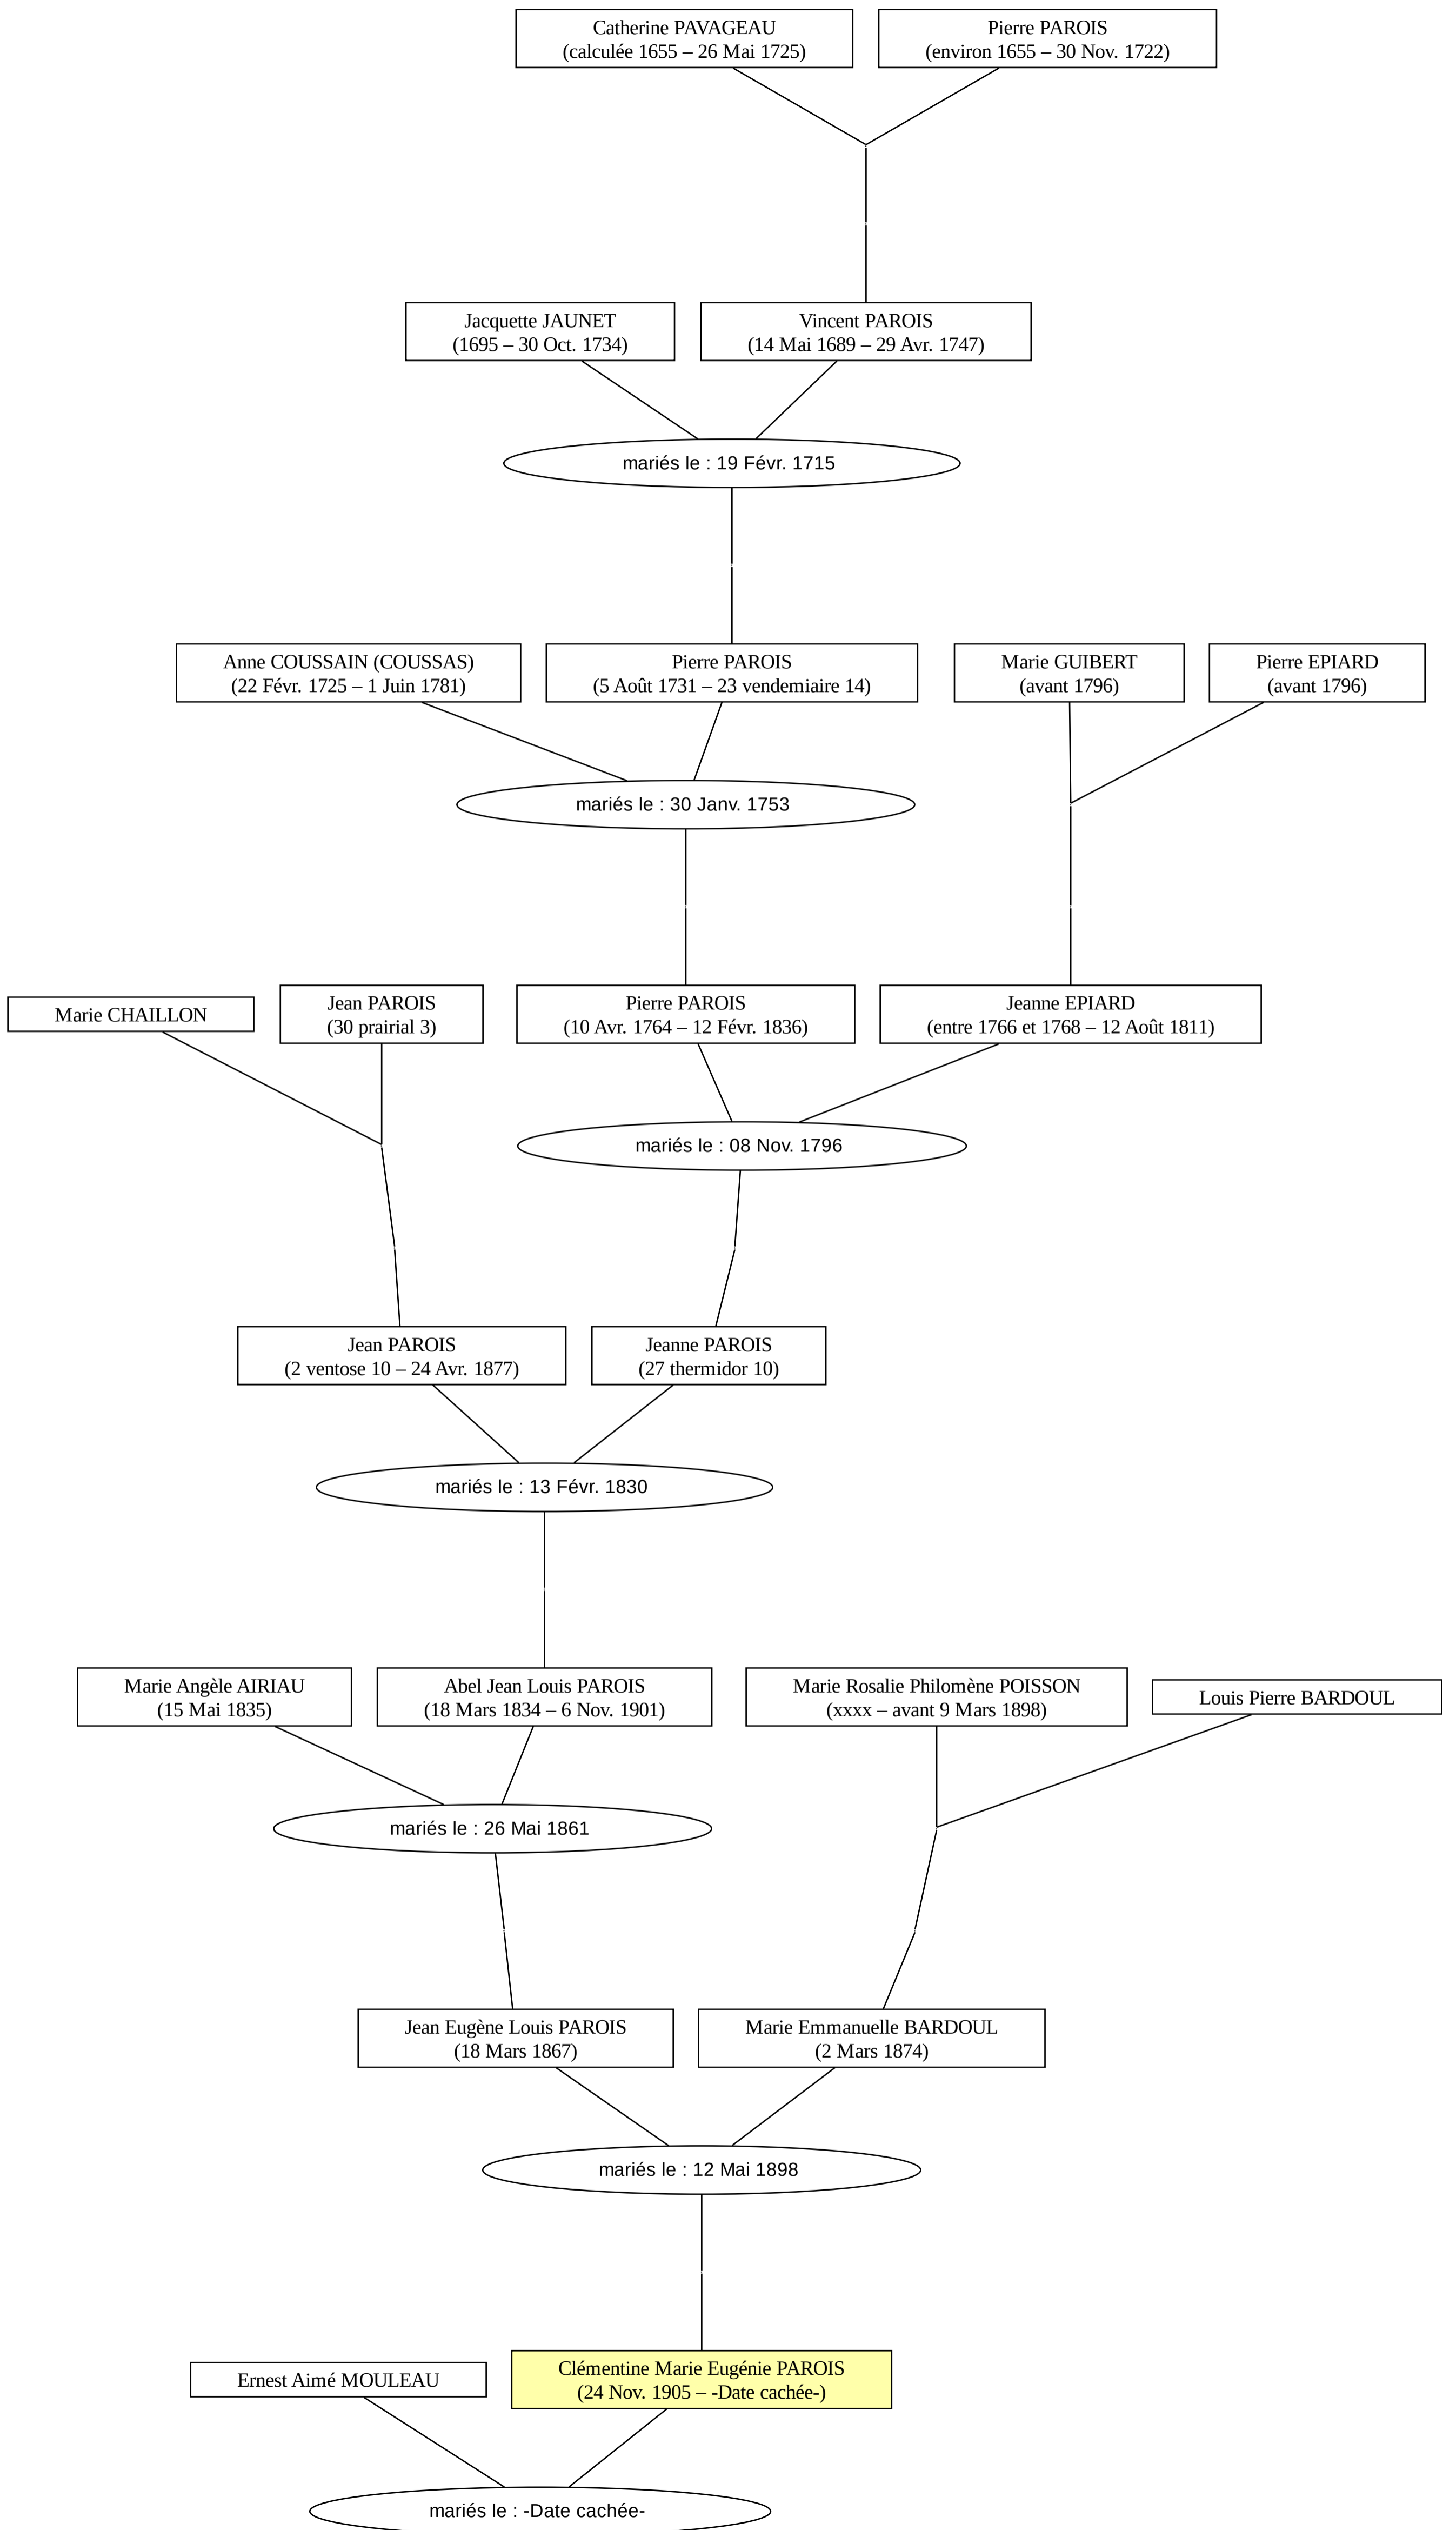 Catherine PAVAGEAU
(calculée 1655 – 26 Mai 1725)
Pierre PAROIS
(environ 1655 – 30 Nov. 1722)
Jacquette JAUNET
(1695 – 30 Oct. 1734)
Vincent PAROIS
(14 Mai 1689 – 29 Avr. 1747)
mariés le : 19 Févr. 1715
Anne COUSSAIN (COUSSAS)
(22 Févr. 1725 – 1 Juin 1781)
Pierre PAROIS
(5 Août 1731 – 23 vendemiaire 14)
Marie GUIBERT
(avant 1796)
Pierre EPIARD
(avant 1796)
mariés le : 30 Janv. 1753
Marie CHAILLON
Jean PAROIS
(30 prairial 3)
Pierre PAROIS
(10 Avr. 1764 – 12 Févr. 1836)
Jeanne EPIARD
(entre 1766 et 1768 – 12 Août 1811)
mariés le : 08 Nov. 1796
Jean PAROIS
(2 ventose 10 – 24 Avr. 1877)
Jeanne PAROIS
(27 thermidor 10)
mariés le : 13 Févr. 1830
Marie Angèle AIRIAU
(15 Mai 1835)
Abel Jean Louis PAROIS
(18 Mars 1834 – 6 Nov. 1901)
Marie Rosalie Philomène POISSON
(xxxx – avant 9 Mars 1898)
Louis Pierre BARDOUL
mariés le : 26 Mai 1861
Jean Eugène Louis PAROIS
(18 Mars 1867)
Marie Emmanuelle BARDOUL
(2 Mars 1874)
mariés le : 12 Mai 1898
Ernest Aimé MOULEAU
Clémentine Marie Eugénie PAROIS
(24 Nov. 1905 – -Date cachée-)
mariés le : -Date cachée-